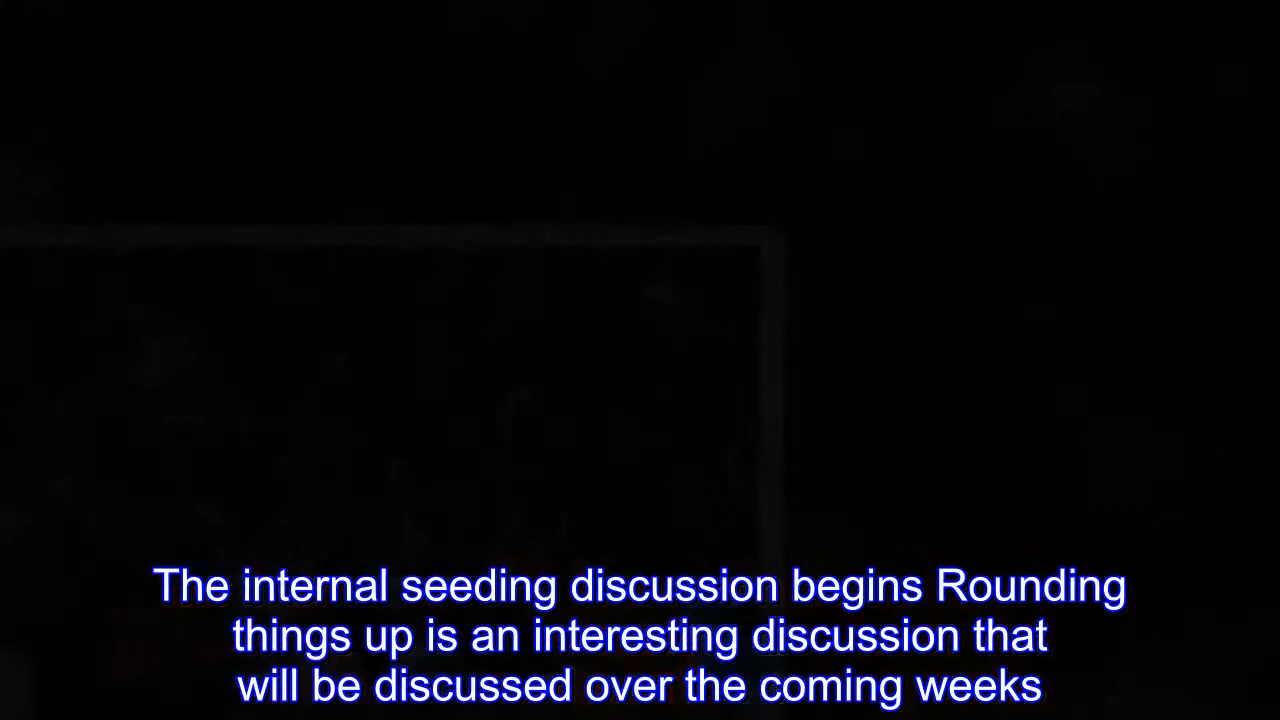 The internal seeding discussion begins Rounding
things up is an interesting discussion that
will be discussed over the coming weeks